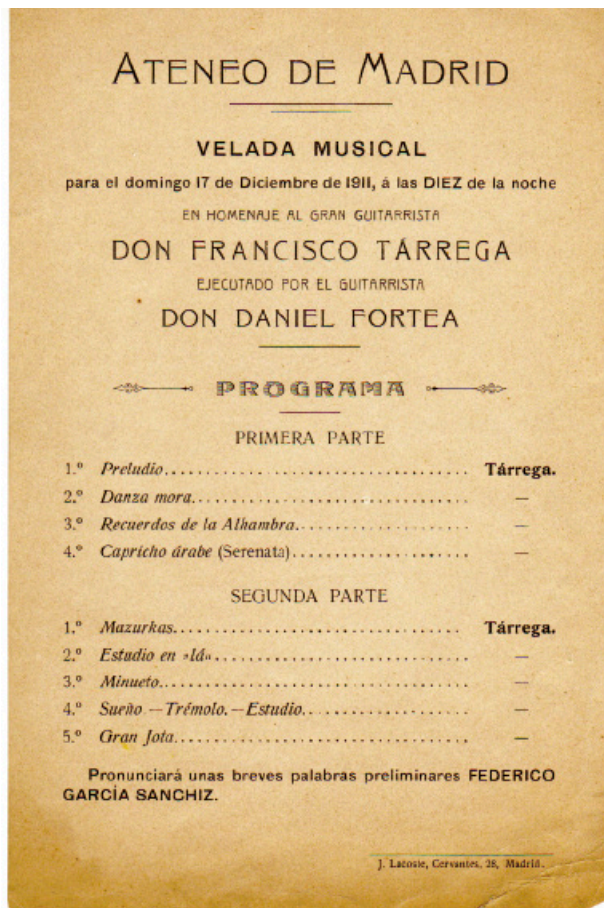 ATENEO DE MADRID
VELADA MUSICAL
para el domingo 17 de Diciembre de 1911, á las DIEZ de la noche
EN HOMENAJE AL GRAN GUITARRISTA
DON FRANCISCO TÁRREGA
EJECUTADO POR EL GUITARRISTA
DON DANIEL FORTEA
PROGRAMA
PRIMERA PARTE
1.º Preludio........................................ Tárrega.
2.º Danza mora.................................... —
3.º Recuerdos de la Alhambra..................... —
4.º Capricho árabe (Serenata)..................... —
SEGUNDA PARTE
1.º Mazurkas...................................... Tárrega.
2.º Estudio en »lá«................................ —
3.º Minueto........................................ —
4.º Sueño — Trémolo. — Estudio.................... —
5.º Gran Jota...................................... —
Pronunciará unas breves palabras preliminares FEDERICO
GARCÍA SANCHIZ.
J. Lacoste, Cervantes, 28, Madrid.